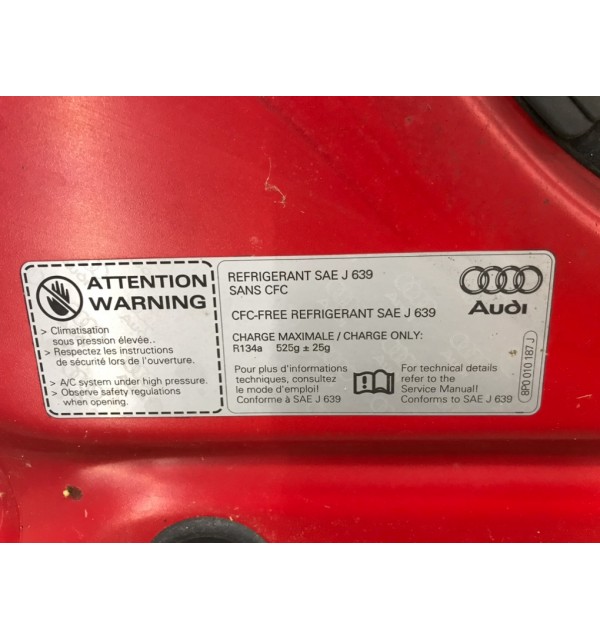 ATTENTION
WARNING
> Climatisation
sous pression élevée..
> Respectez les instructions
de sécurité lors de l'ouverture.
> A/C system under high pressure.
> Observe safety regulations
when opening.
REFRIGERANT SAE J 639
SANS CFC
CFC-FREE REFRIGERANT SAE J 639
CHARGE MAXIMALE / CHARGE ONLY:
R134a 525g ± 25g
Pour plus d'informations
techniques, consultez
le mode d'emploi!
Conforme à SAE J 639
For technical details
refer to the
Service Manual!
Conforms to SAE J 639
Audi
8P0 010 187 J